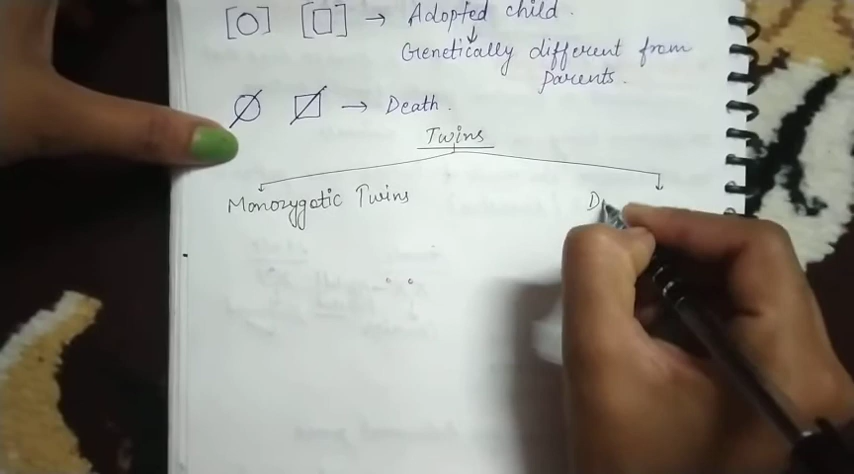 → Adopted child.
↓
Genetically different from
parents.
→ Death.
Twins
Monozygotic Twins
D